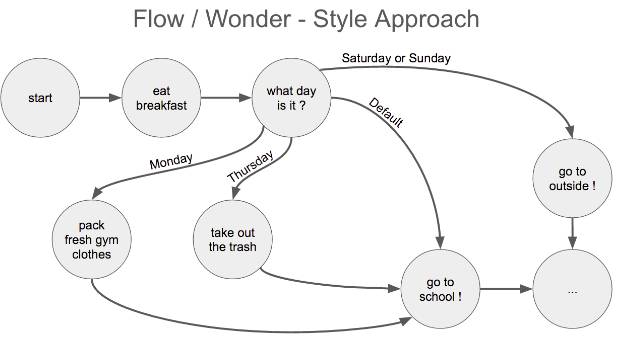 Flow / Wonder - Style Approach
Saturday or Sunday
start
eat
breakfast
what day
is it ?
Default
Monday
Thursday
go to
outside !
pack
fresh gym
clothes
take out
the trash
go to
school !
...